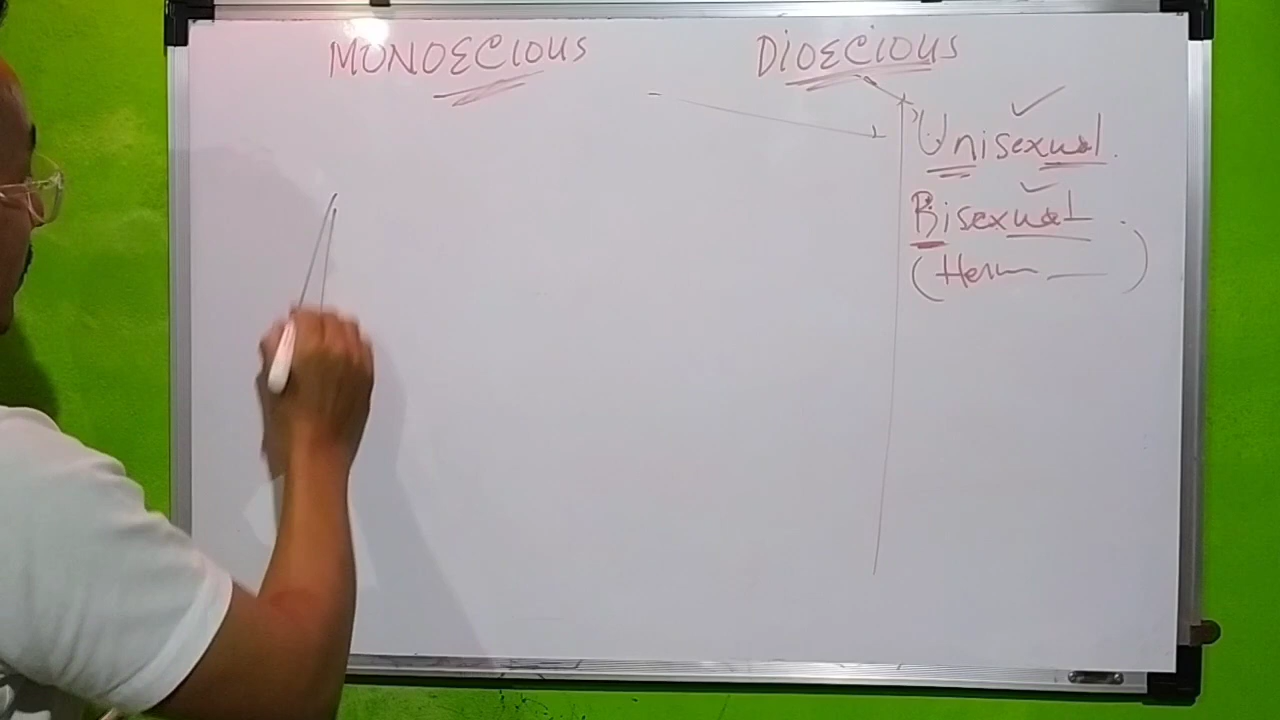 MONOECIOUS
DIOECIOUS
Unisexual.
Bisexual.
(Herm — )